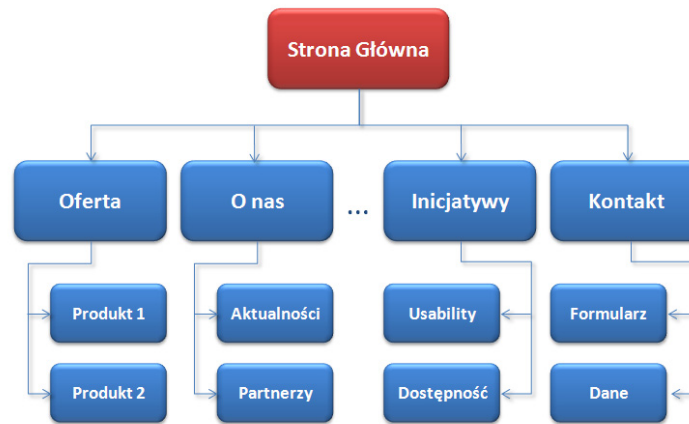 Strona Główna
Oferta
O nas
...
Inicjatywy
Kontakt
Produkt 1
Aktualności
Usability
Formularz
Produkt 2
Partnerzy
Dostępność
Dane